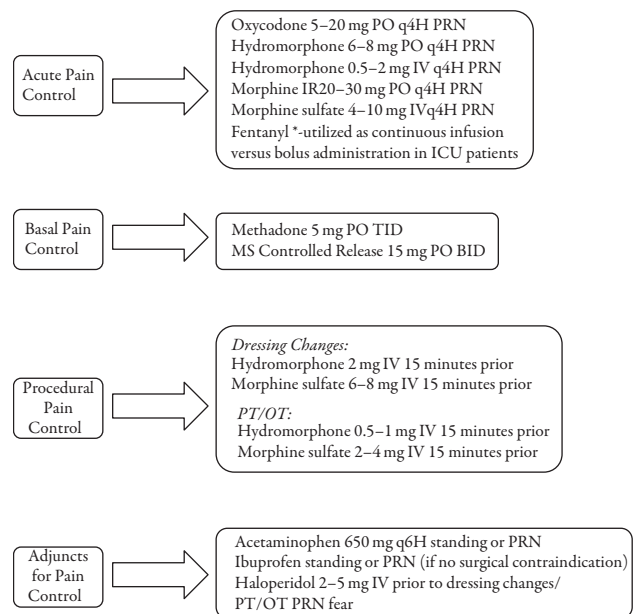 Acute Pain
Control
Oxycodone 5–20 mg PO q4H PRN
Hydromorphone 6–8 mg PO q4H PRN
Hydromorphone 0.5–2 mg IV q4H PRN
Morphine IR20–30 mg PO q4H PRN
Morphine sulfate 4–10 mg IVq4H PRN
Fentanyl *-utilized as continuous infusion
versus bolus administration in ICU patients
Basal Pain
Control
Methadone 5 mg PO TID
MS Controlled Release 15 mg PO BID
Procedural
Pain
Control
Dressing Changes:
Hydromorphone 2 mg IV 15 minutes prior
Morphine sulfate 6–8 mg IV 15 minutes prior
PT/OT:
Hydromorphone 0.5–1 mg IV 15 minutes prior
Morphine sulfate 2–4 mg IV 15 minutes prior
Adjuncts
for Pain
Control
Acetaminophen 650 mg q6H standing or PRN
Ibuprofen standing or PRN (if no surgical contraindication)
Haloperidol 2–5 mg IV prior to dressing changes/
PT/OT PRN fear